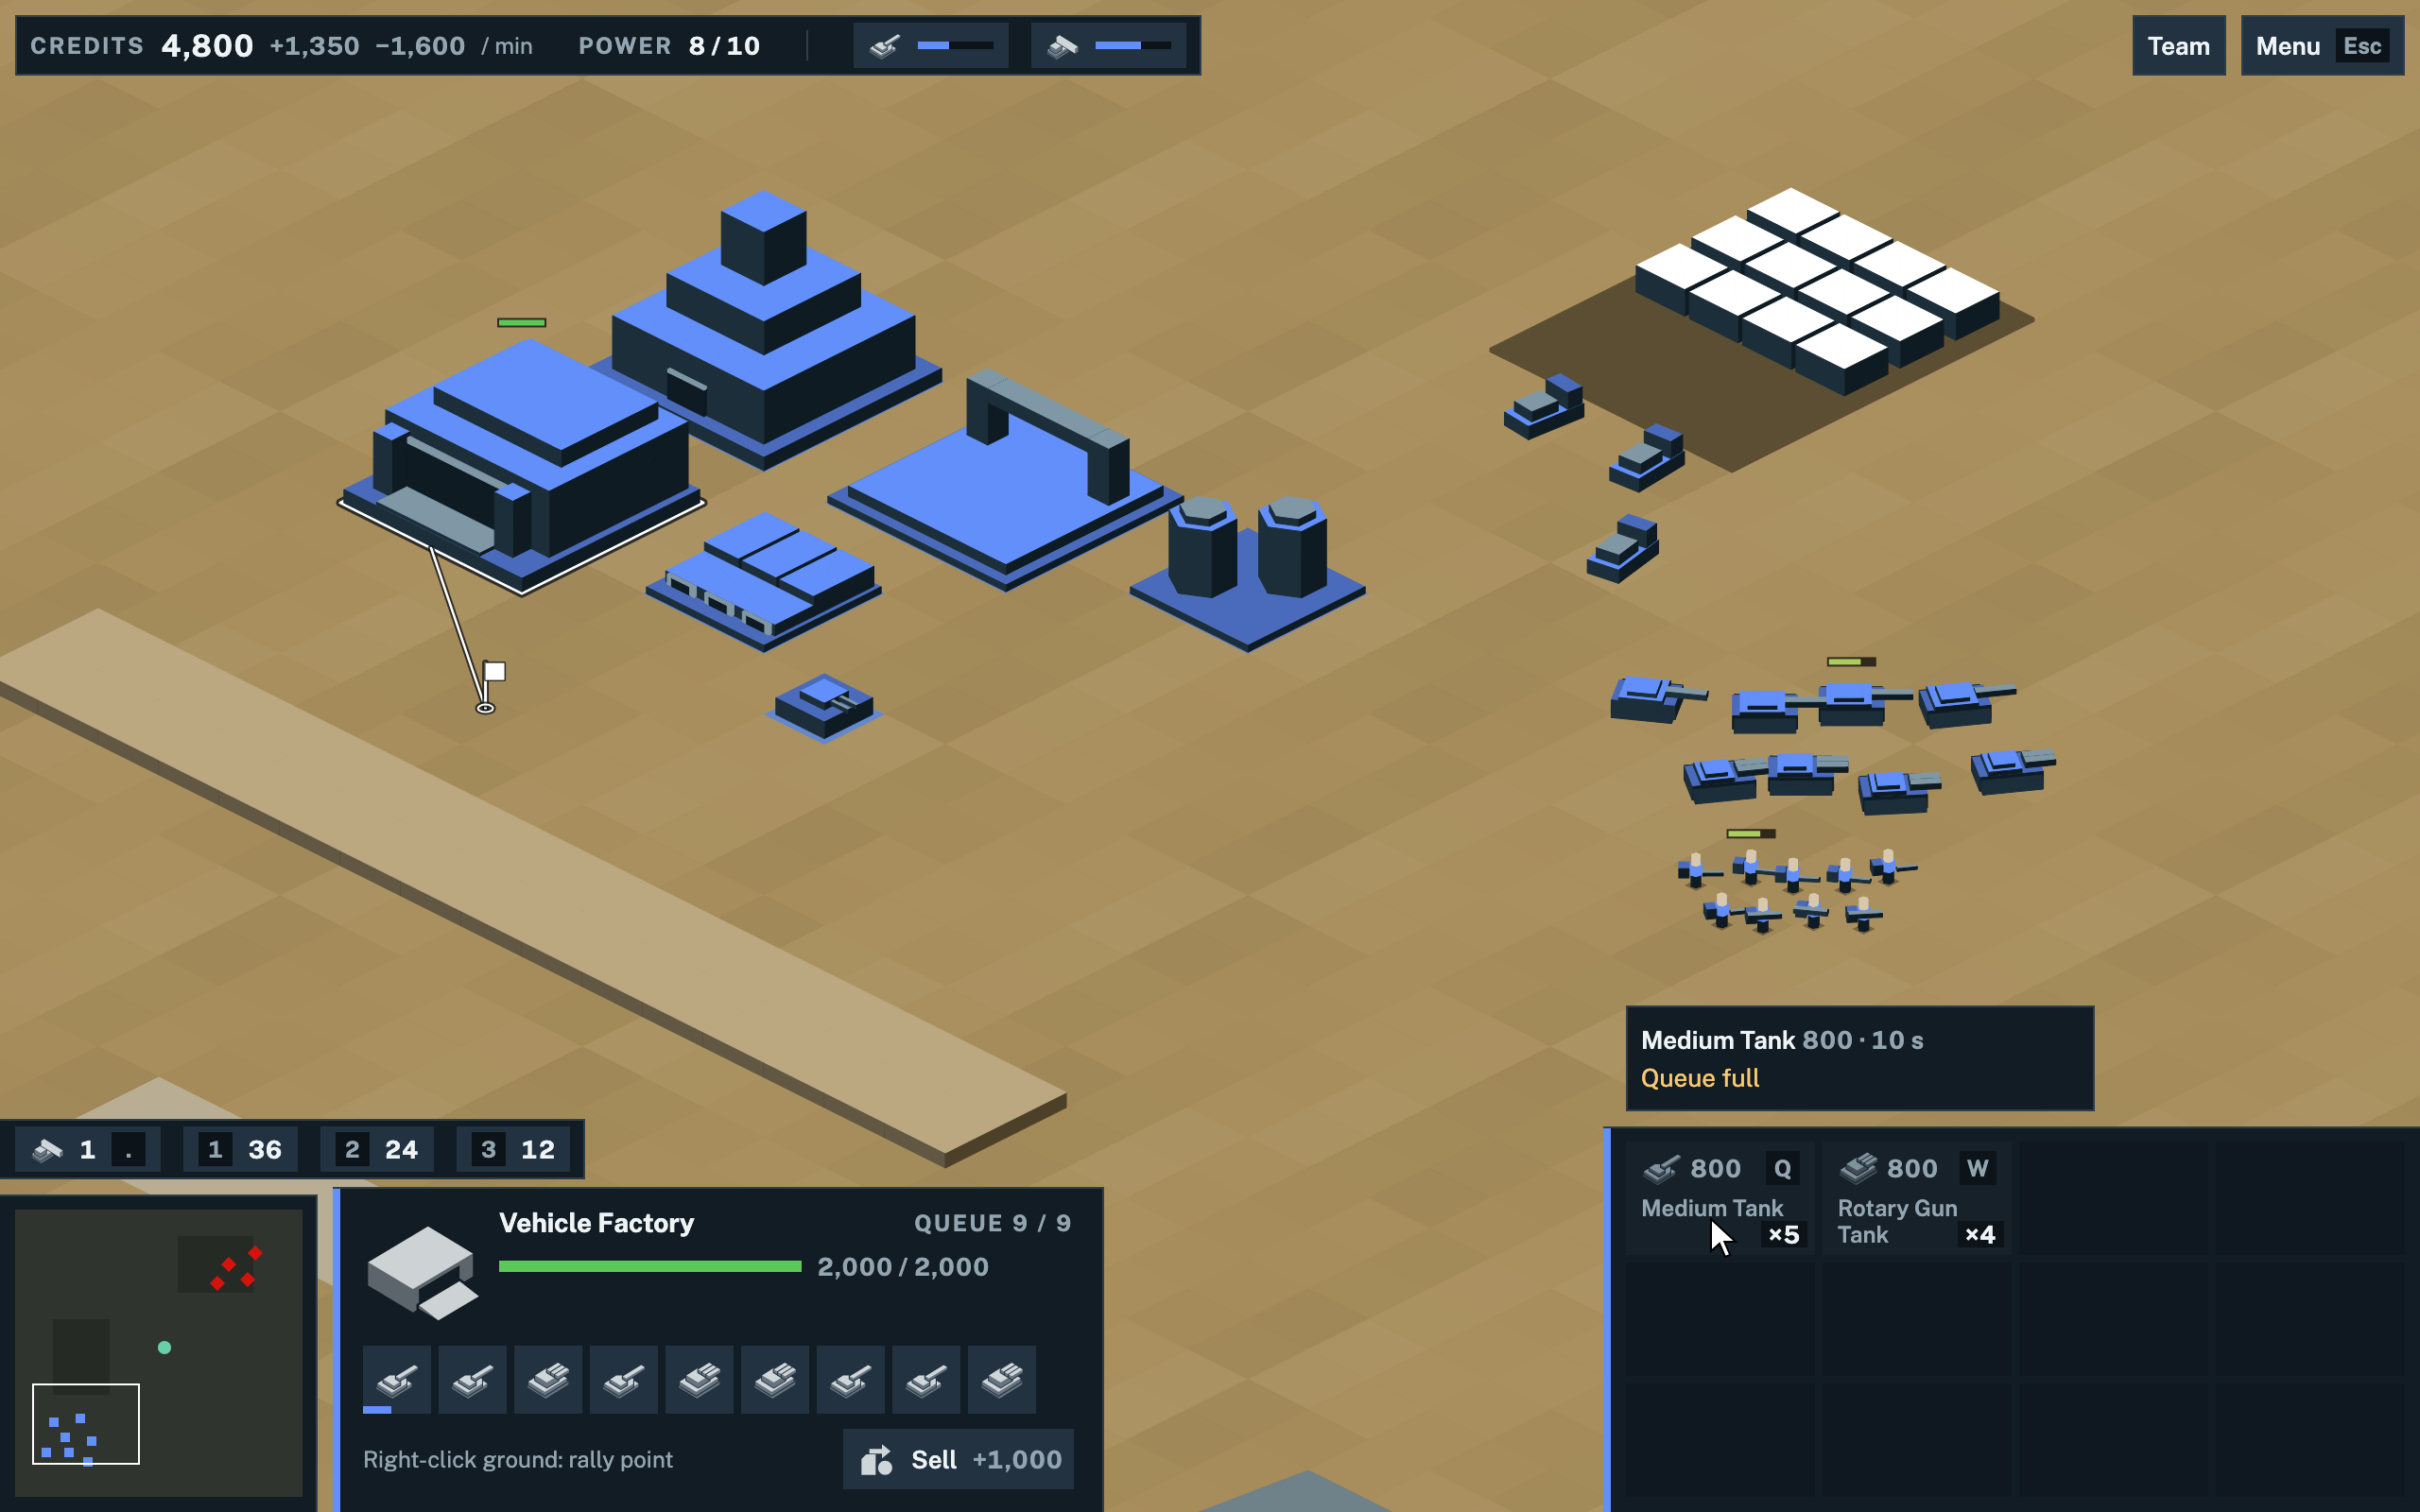 CREDITS 4,800 +1,350 −1,600 / min POWER 8 / 10
Team
Menu Esc
Medium Tank 800 · 10 s
Queue full
1 .
1 36
2 24
3 12
Vehicle Factory
QUEUE 9 / 9
2,000 / 2,000
Right-click ground: rally point
Sell +1,000
800 Q
Medium Tank
×5
800 W
Rotary Gun
Tank
×4